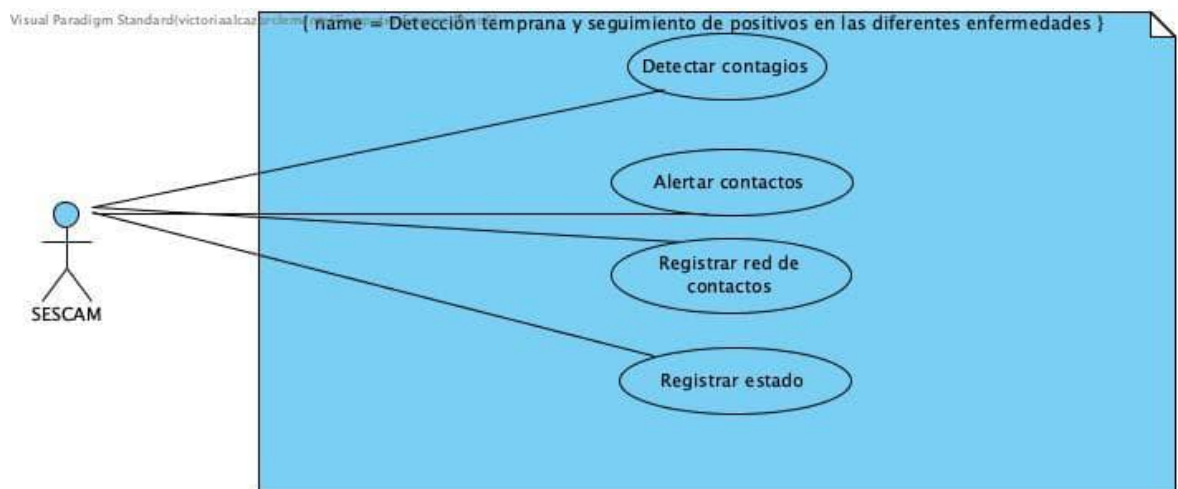 Visual Paradigm Standard(victoriaalcaz
{ name = Detección temprana y seguimiento de positivos en las diferentes enfermedades }
Detectar contagios
Alertar contactos
Registrar red de
contactos
SESCAM
Registrar estado